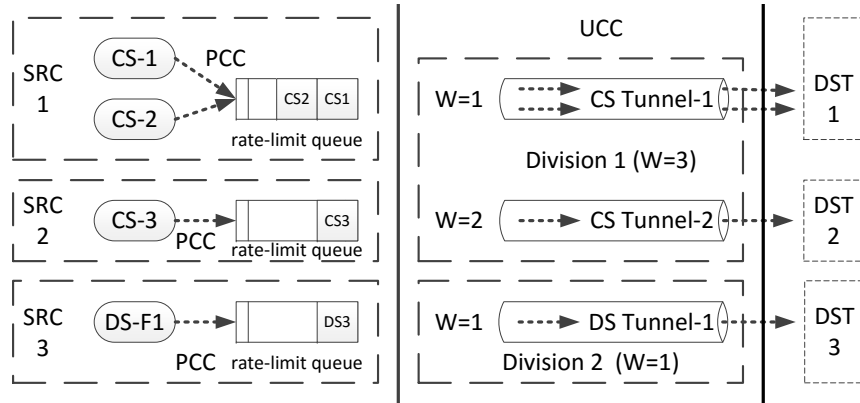 SRC
1
CS-1
CS-2
PCC
CS2 CS1
rate-limit queue
SRC
2
CS-3
PCC
CS3
rate-limit queue
SRC
3
DS-F1
PCC
DS3
rate-limit queue
UCC
W=1
CS Tunnel-1
Division 1 (W=3)
W=2
CS Tunnel-2
W=1
DS Tunnel-1
Division 2 (W=1)
DST
1
DST
2
DST
3